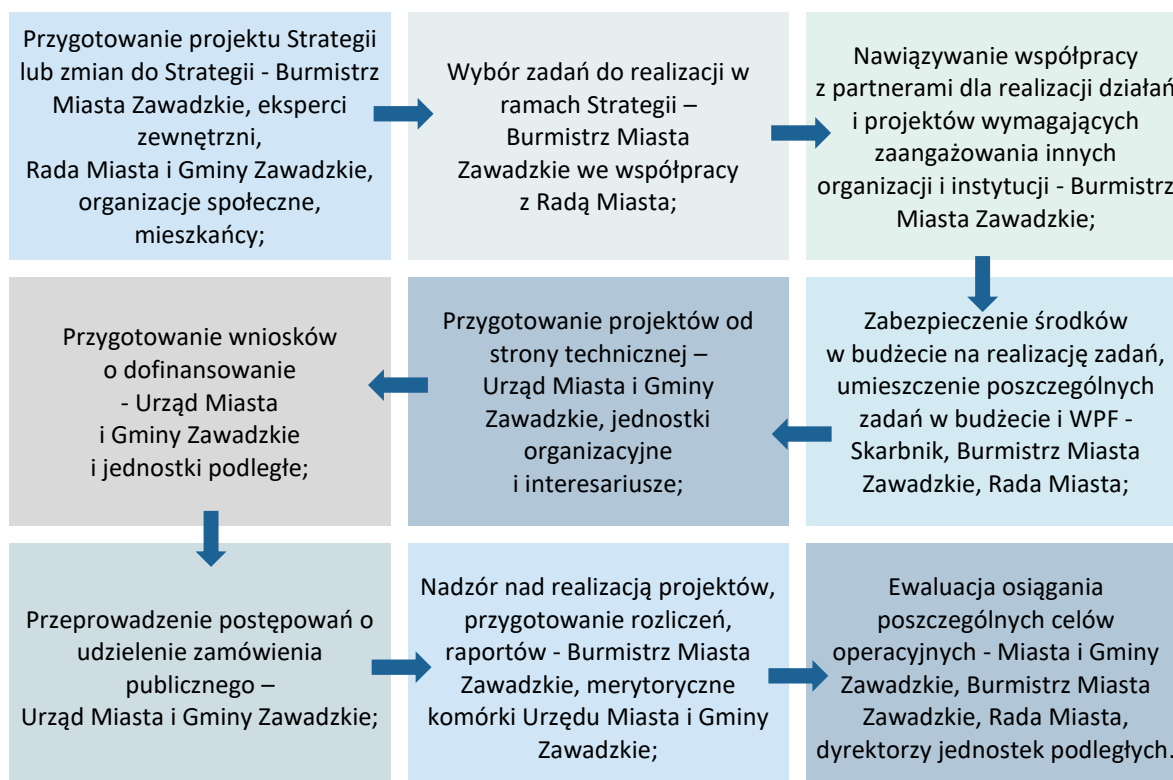 Przygotowanie projektu Strategii
lub zmian do Strategii - Burmistrz
Miasta Zawadzkie, eksperci
zewnętrzni,
Rada Miasta i Gminy Zawadzkie,
organizacje społeczne,
mieszkańcy;
Wybór zadań do realizacji w
ramach Strategii –
Burmistrz Miasta
Zawadzkie we współpracy
z Radą Miasta;
Nawiązywanie współpracy
z partnerami dla realizacji działań
i projektów wymagających
zaangażowania innych
organizacji i instytucji - Burmistrz
Miasta Zawadzkie;
Zabezpieczenie środków
w budżecie na realizację zadań,
umieszczenie poszczególnych
zadań w budżecie i WPF -
Skarbnik, Burmistrz Miasta
Zawadzkie, Rada Miasta;
Przygotowanie projektów od
strony technicznej –
Urząd Miasta i Gminy
Zawadzkie, jednostki
organizacyjne
i interesariusze;
Przygotowanie wniosków
o dofinansowanie
- Urząd Miasta
i Gminy Zawadzkie
i jednostki podległe;
Przeprowadzenie postępowań o
udzielenie zamówienia
publicznego –
Urząd Miasta i Gminy Zawadzkie;
Nadzór nad realizacją projektów,
przygotowanie rozliczeń,
raportów - Burmistrz Miasta
Zawadzkie, merytoryczne
komórki Urzędu Miasta i Gminy
Zawadzkie;
Ewaluacja osiągania
poszczególnych celów
operacyjnych - Miasta i Gminy
Zawadzkie, Burmistrz Miasta
Zawadzkie, Rada Miasta,
dyrektorzy jednostek podległych.